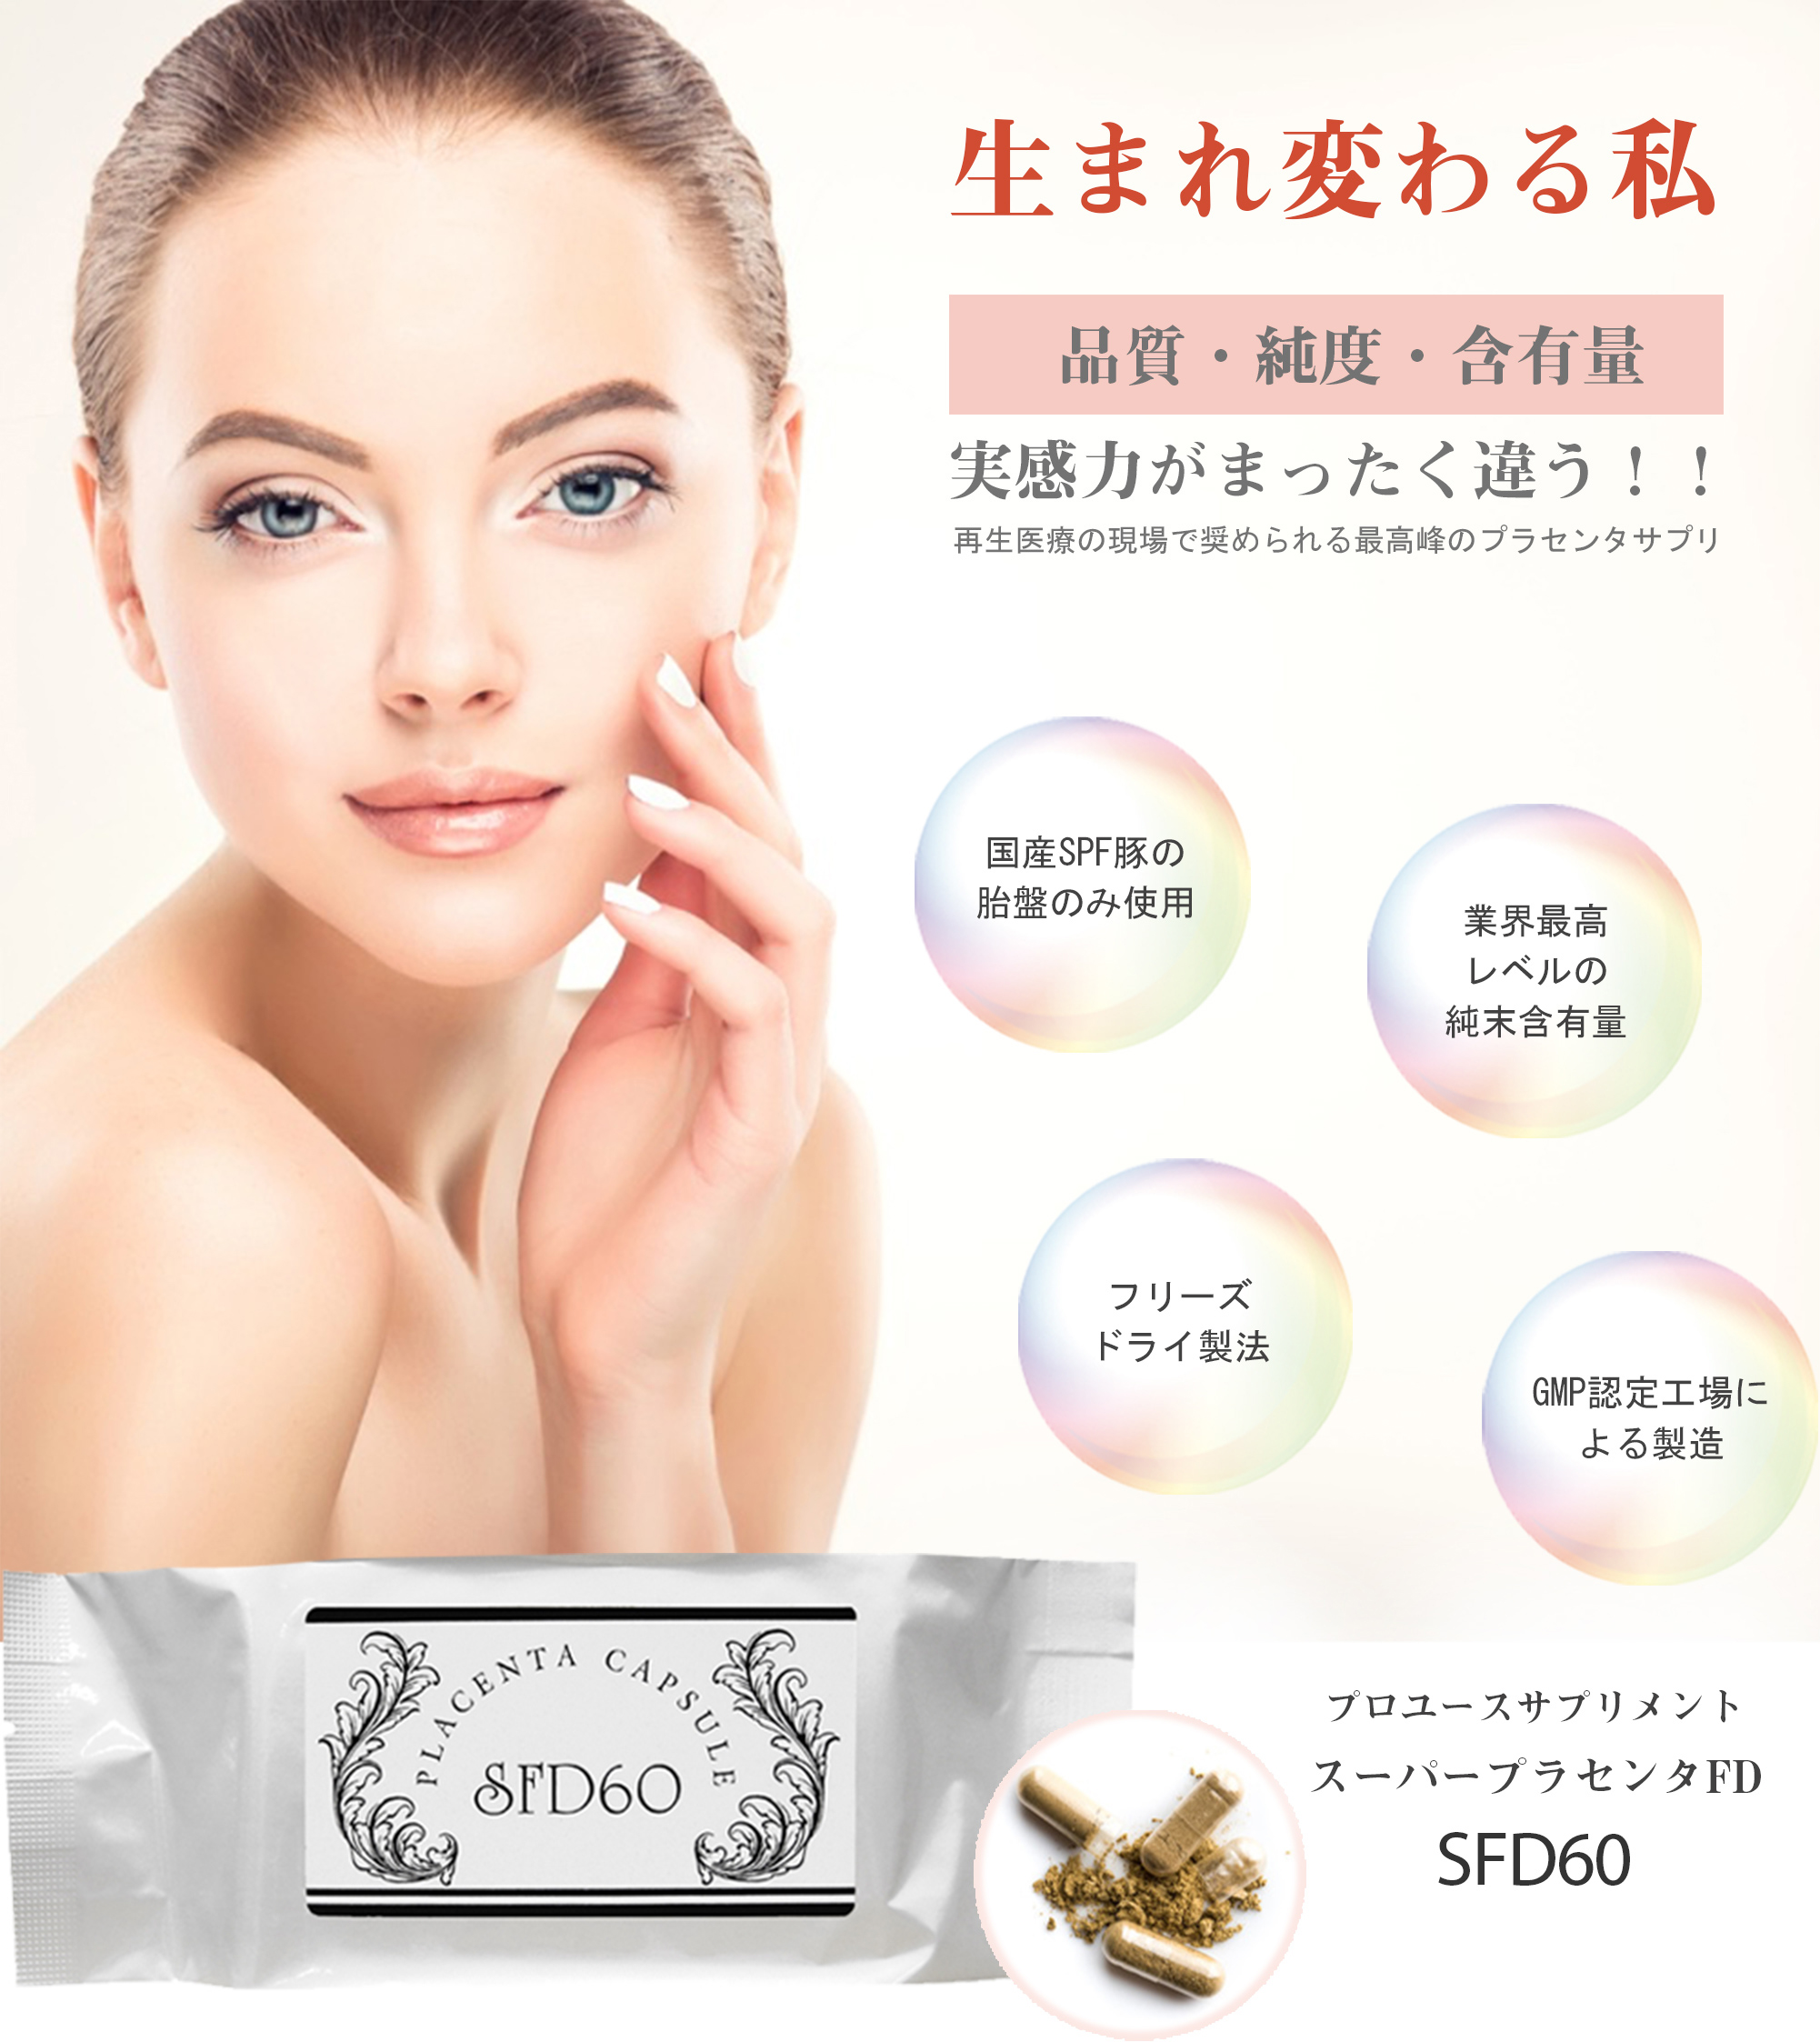 生まれ変わる私
品質・純度・含有量
実感力がまったく違う！！
再生医療の現場で奨められる最高峰のプラセンタサプリ
国産SPF豚の
胎盤のみ使用
業界最高
レベルの
純末含有量
フリーズ
ドライ製法
GMP認定工場に
よる製造
PLACENTA CAPSULE
SFD60
プロユースサプリメント
スーパープラセンタFD
SFD60